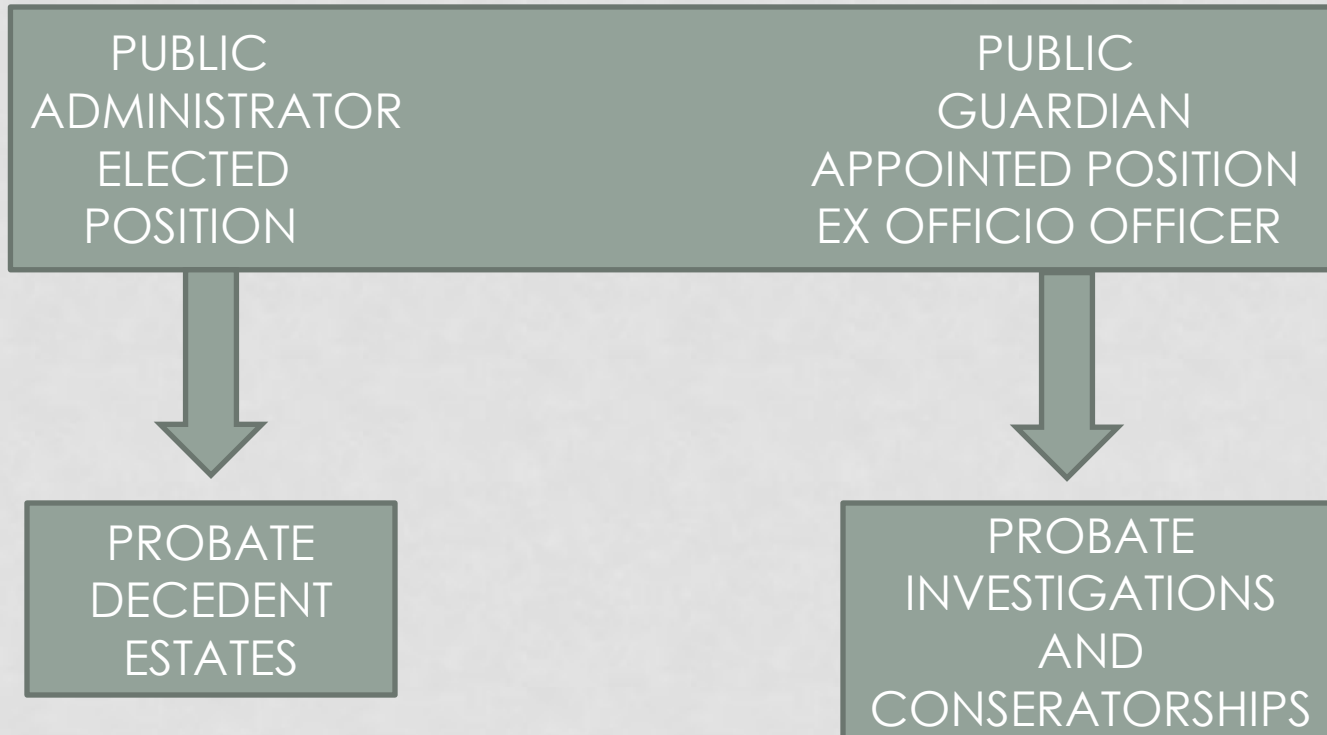 PUBLIC
ADMINISTRATOR
ELECTED
POSITION
PUBLIC
GUARDIAN
APPOINTED POSITION
EX OFFICIO OFFICER
PROBATE
DECEDENT
ESTATES
PROBATE
INVESTIGATIONS
AND
CONSERATORSHIPS